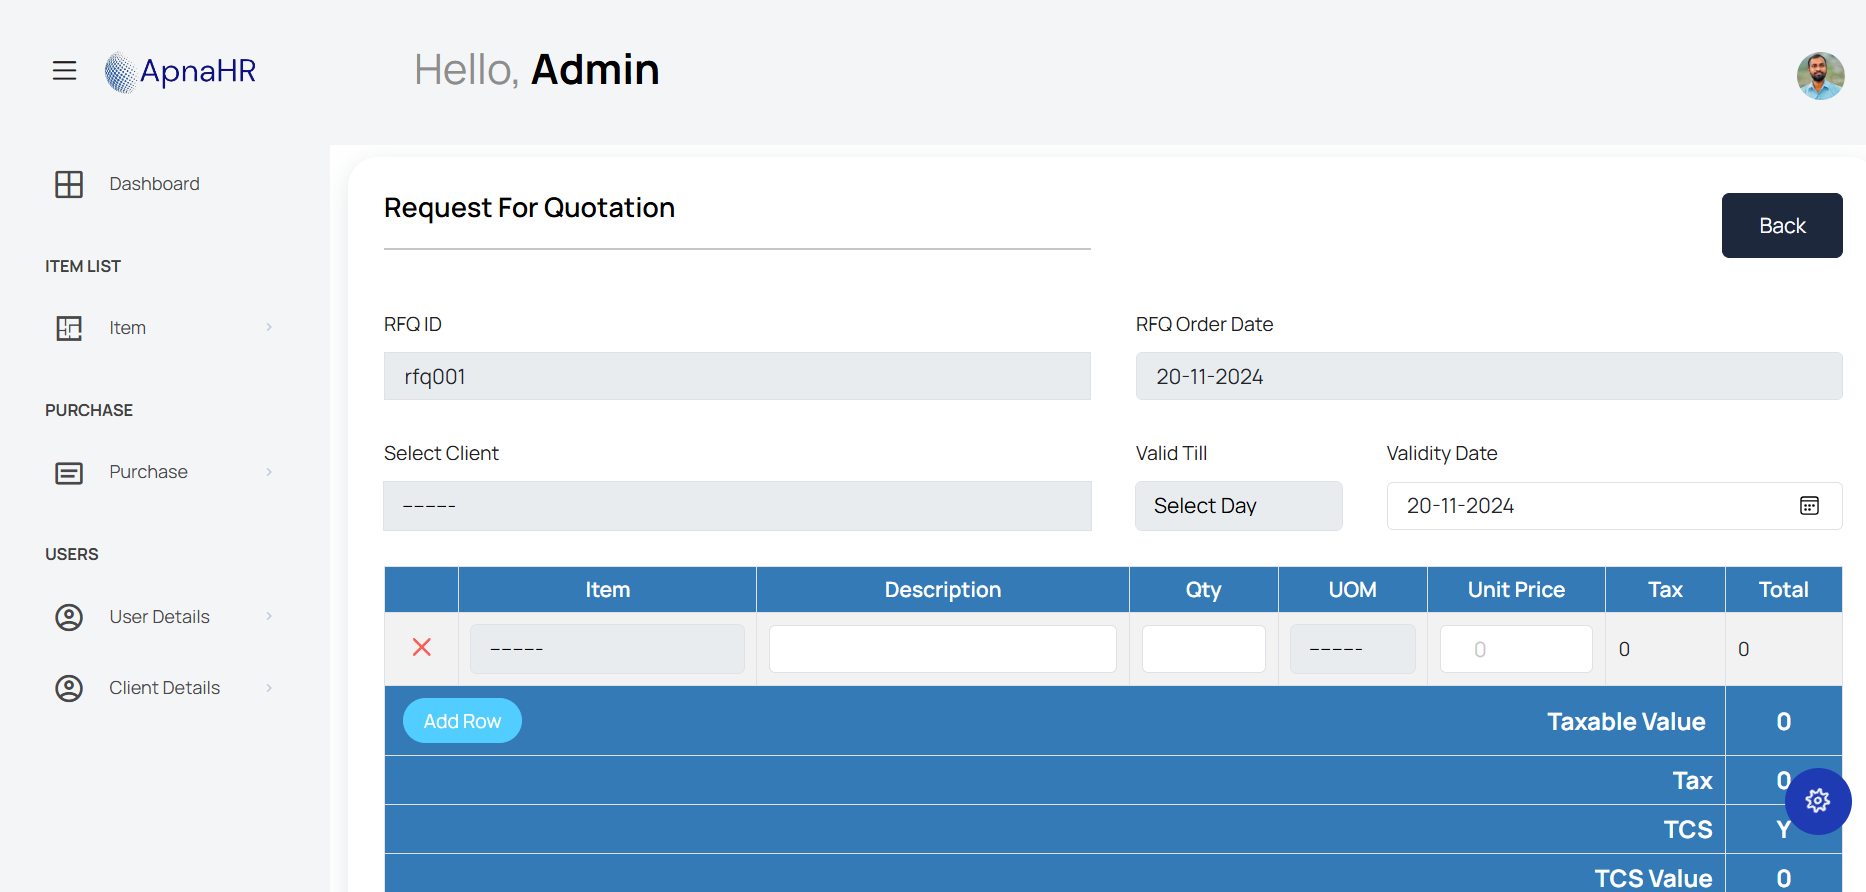 ApnaHR
Hello, Admin
Dashboard
ITEM LIST
Item
PURCHASE
Purchase
USERS
User Details
Client Details
Request For Quotation
Back
RFQ ID
RFQ Order Date
rfq001
20-11-2024
Select Client
Valid Till
Validity Date
---------
Select Day
20-11-2024
Item Description Qty UOM Unit Price Tax Total
--------- --------- 0 0 0
Add Row
Taxable Value 0
Tax 0
TCS Y
TCS Value 0